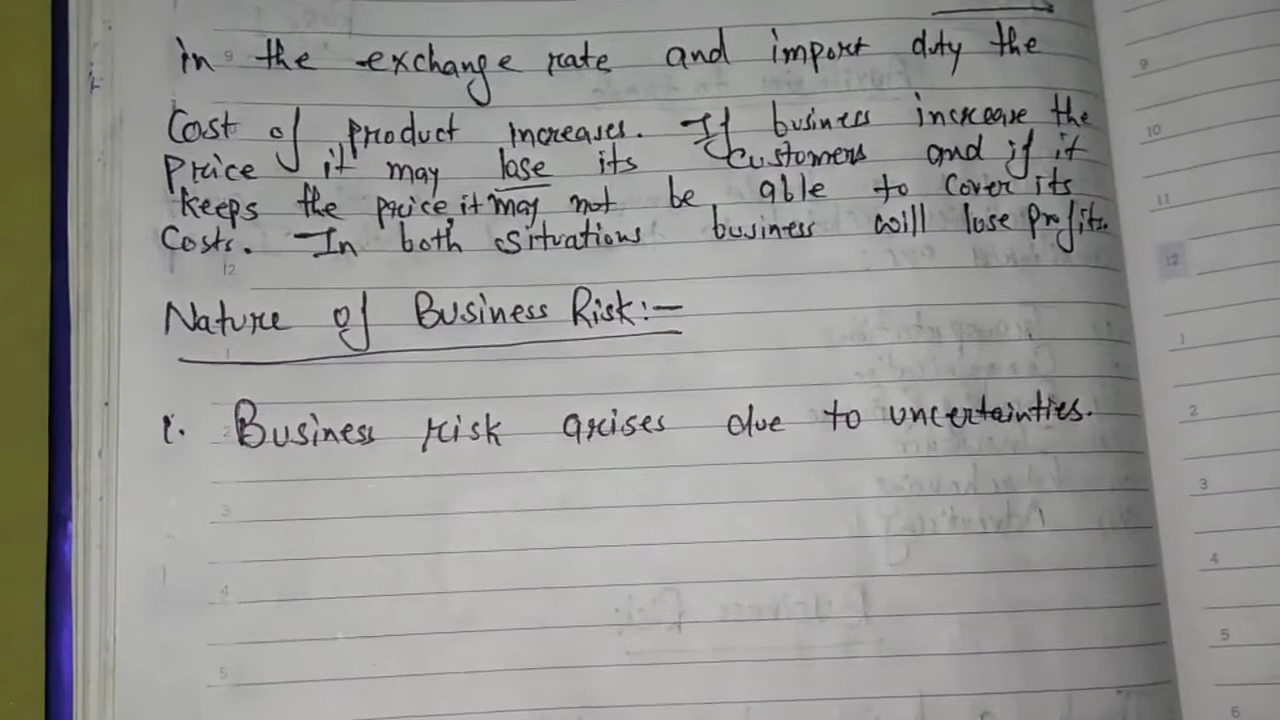 in the exchange rate and import duty the
Cost of product increases. If business increase the
Price it may lose its customers and if it
keeps the price, it may not be able to cover its
Costs. In both situations business will lose profits.
Nature of Business Risk:-
i. Business risk arises due to uncertainties.